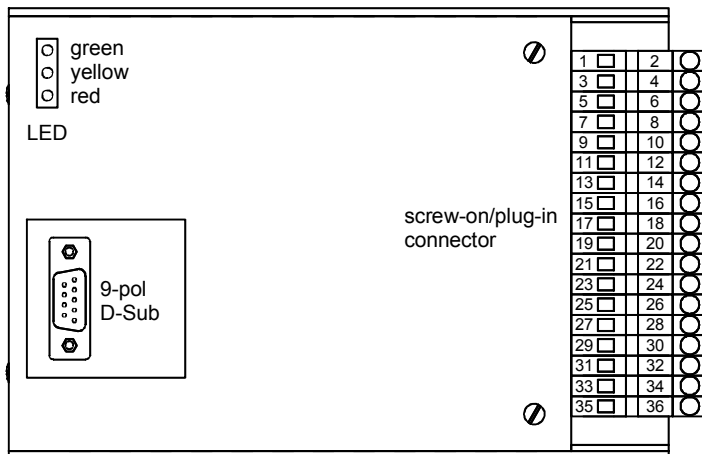 green
yellow
red
LED
screw-on/plug-in
connector
9-pol
D-Sub
1 2
3 4
5 6
7 8
9 10
11 12
13 14
15 16
17 18
19 20
21 22
23 24
25 26
27 28
29 30
31 32
33 34
35 36